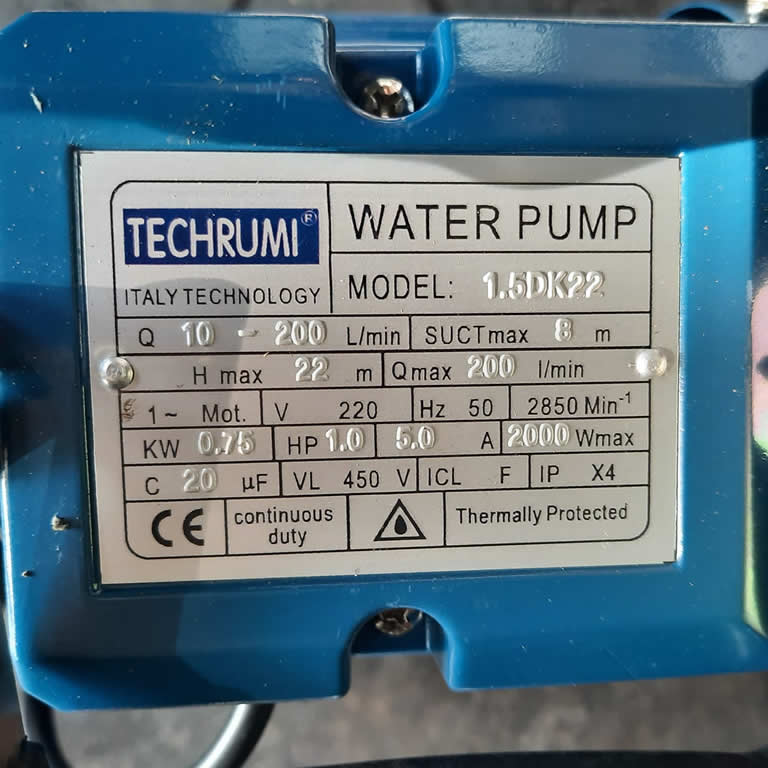 TECHRUMI®
ITALY TECHNOLOGY
WATER PUMP
MODEL: 1.5DK22
Q 10 - 200 L/min SUCTmax 8 m
H max 22 m Qmax 200 l/min
1~ Mot. V 220 Hz 50 2850 Min-1
KW 0.75 HP 1.0 5.0 A 2000 Wmax
C 20 µF VL 450 V ICL F IP X4
CE continuous duty Thermally Protected